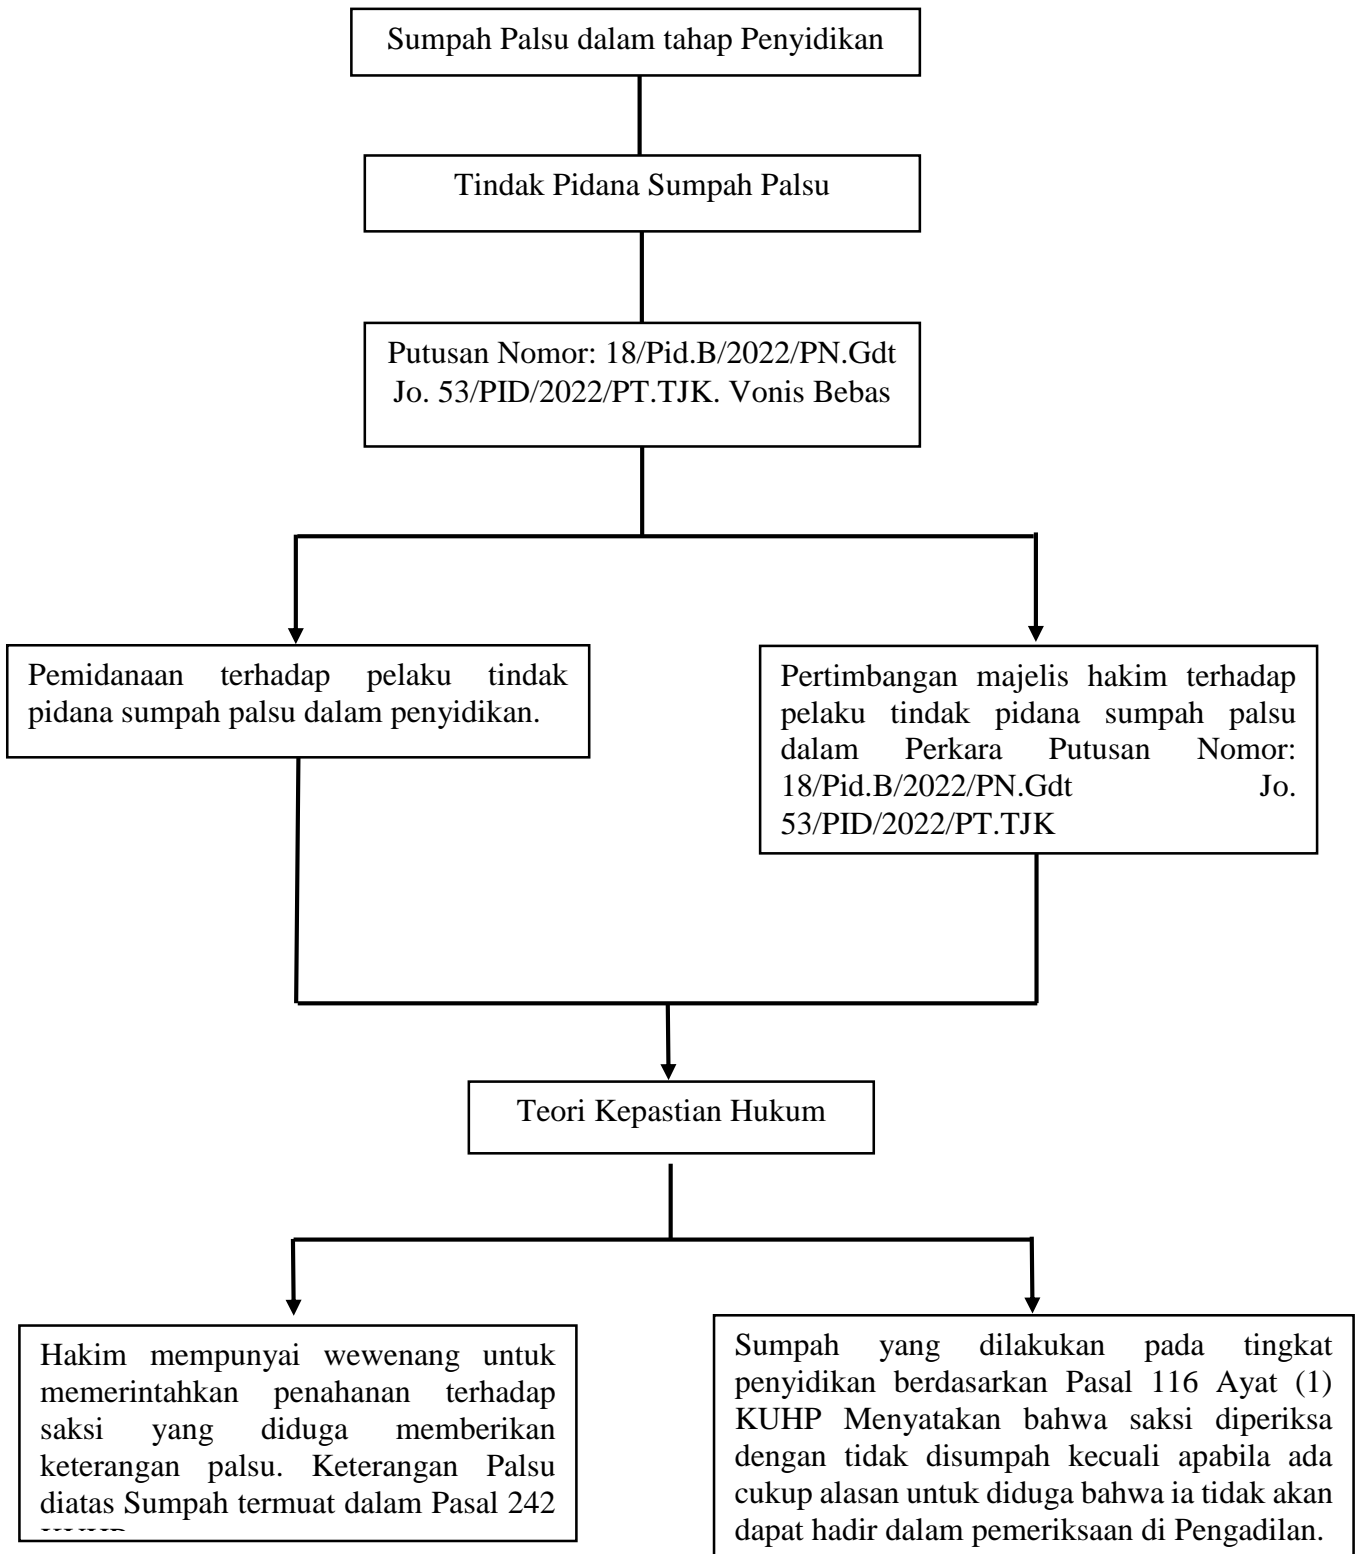 Sumpah Palsu dalam tahap Penyidikan
Tindak Pidana Sumpah Palsu
Putusan Nomor: 18/Pid.B/2022/PN.Gdt
Jo. 53/PID/2022/PT.TJK. Vonis Bebas
Pemidanaan terhadap pelaku tindak
pidana sumpah palsu dalam penyidikan.
Pertimbangan majelis hakim terhadap
pelaku tindak pidana sumpah palsu
dalam Perkara Putusan Nomor:
18/Pid.B/2022/PN.Gdt Jo.
53/PID/2022/PT.TJK
Teori Kepastian Hukum
Hakim mempunyai wewenang untuk
memerintahkan penahanan terhadap
saksi yang diduga memberikan
keterangan palsu. Keterangan Palsu
diatas Sumpah termuat dalam Pasal 242
Sumpah yang dilakukan pada tingkat
penyidikan berdasarkan Pasal 116 Ayat (1)
KUHP Menyatakan bahwa saksi diperiksa
dengan tidak disumpah kecuali apabila ada
cukup alasan untuk diduga bahwa ia tidak akan
dapat hadir dalam pemeriksaan di Pengadilan.